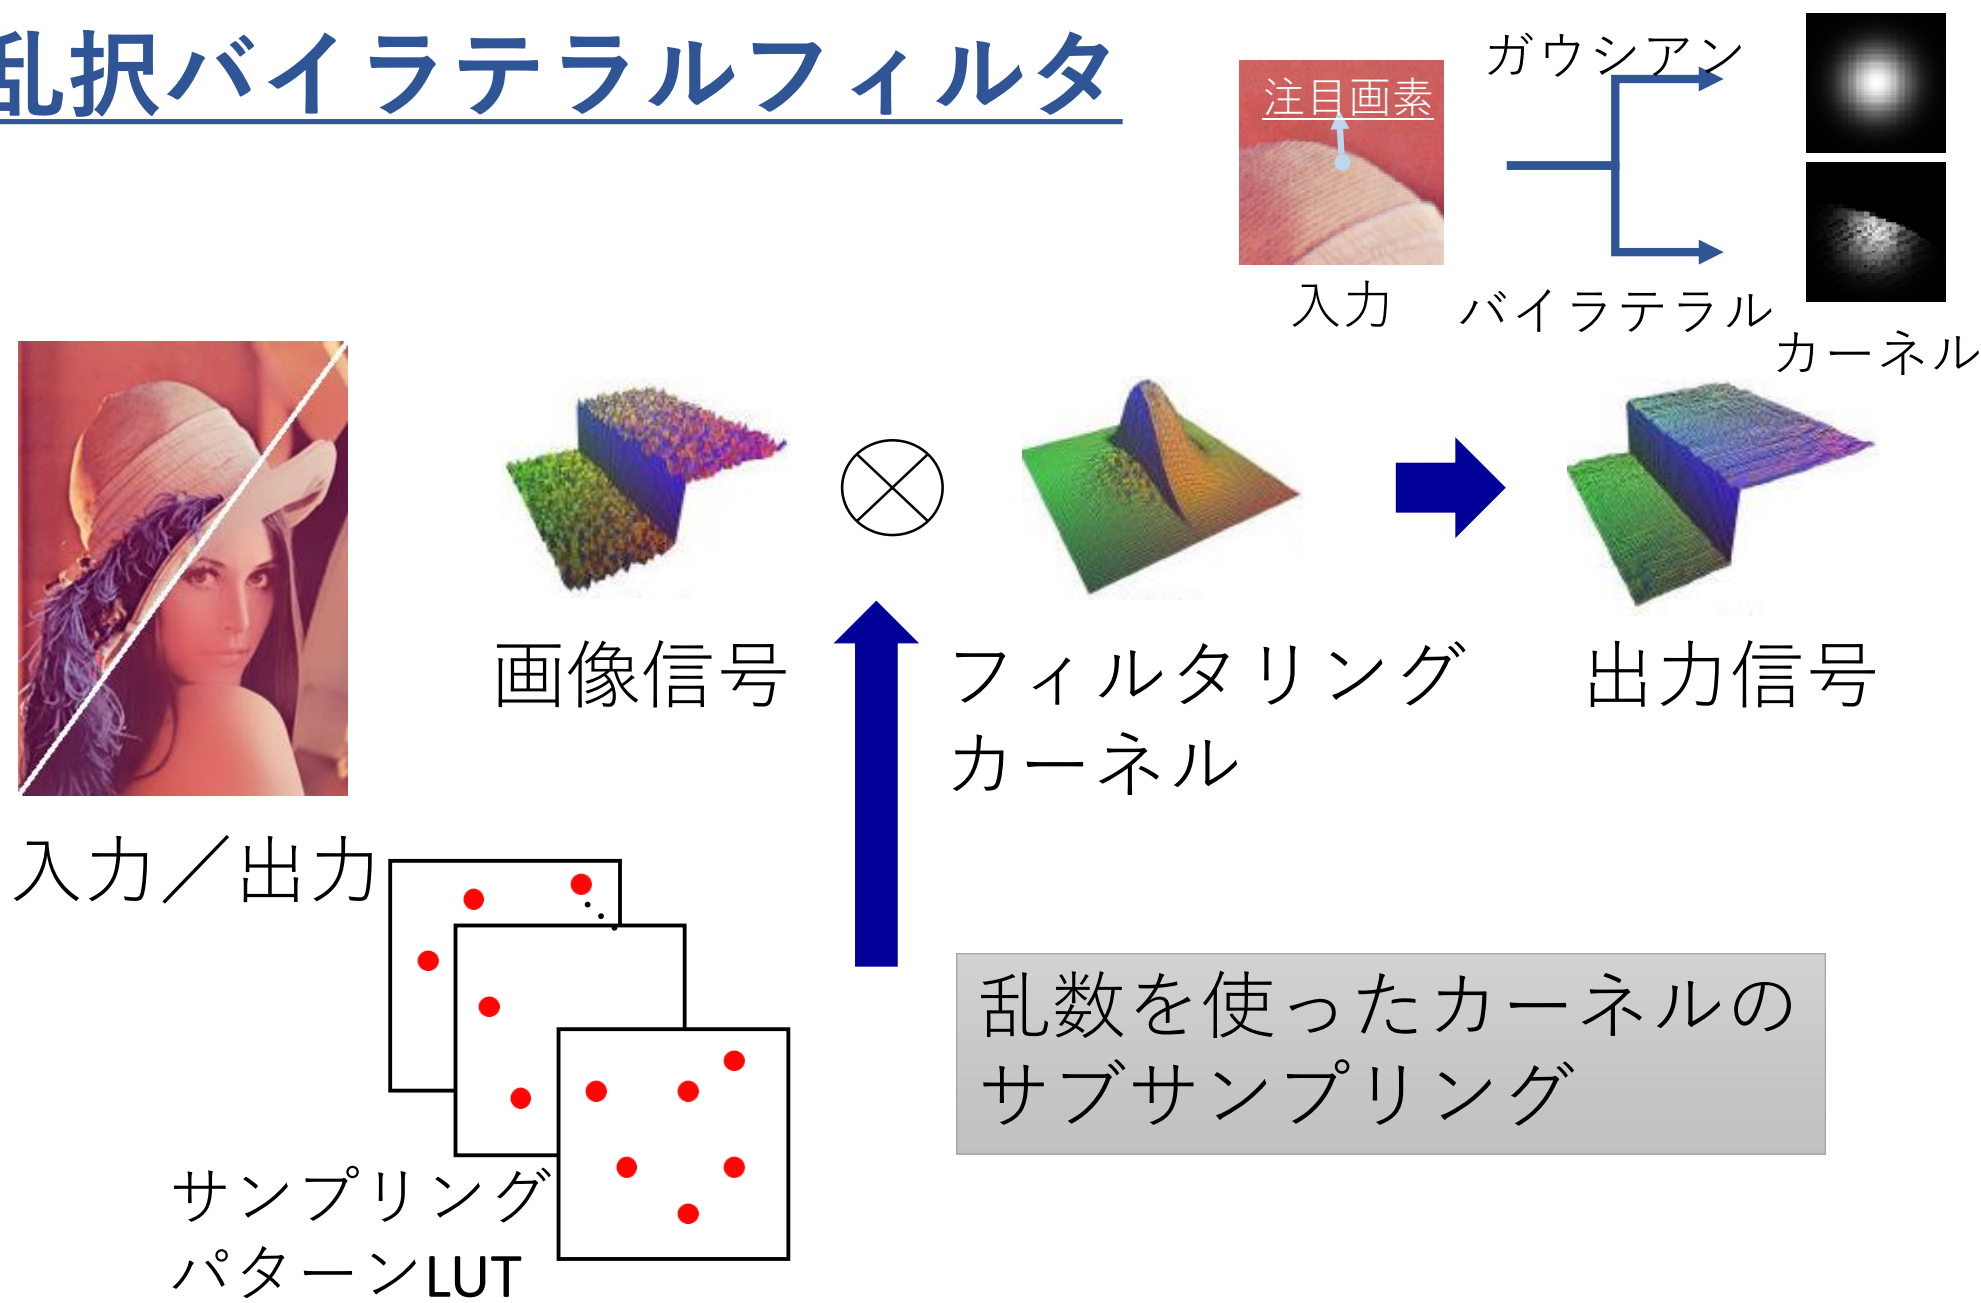 乱択バイラテラルフィルタ
注目画素
ガウシアン
入力
バイラテラル
カーネル
画像信号
フィルタリング
カーネル
出力信号
入力／出力
乱数を使ったカーネルの
サブサンプリング
サンプリング
パターンLUT